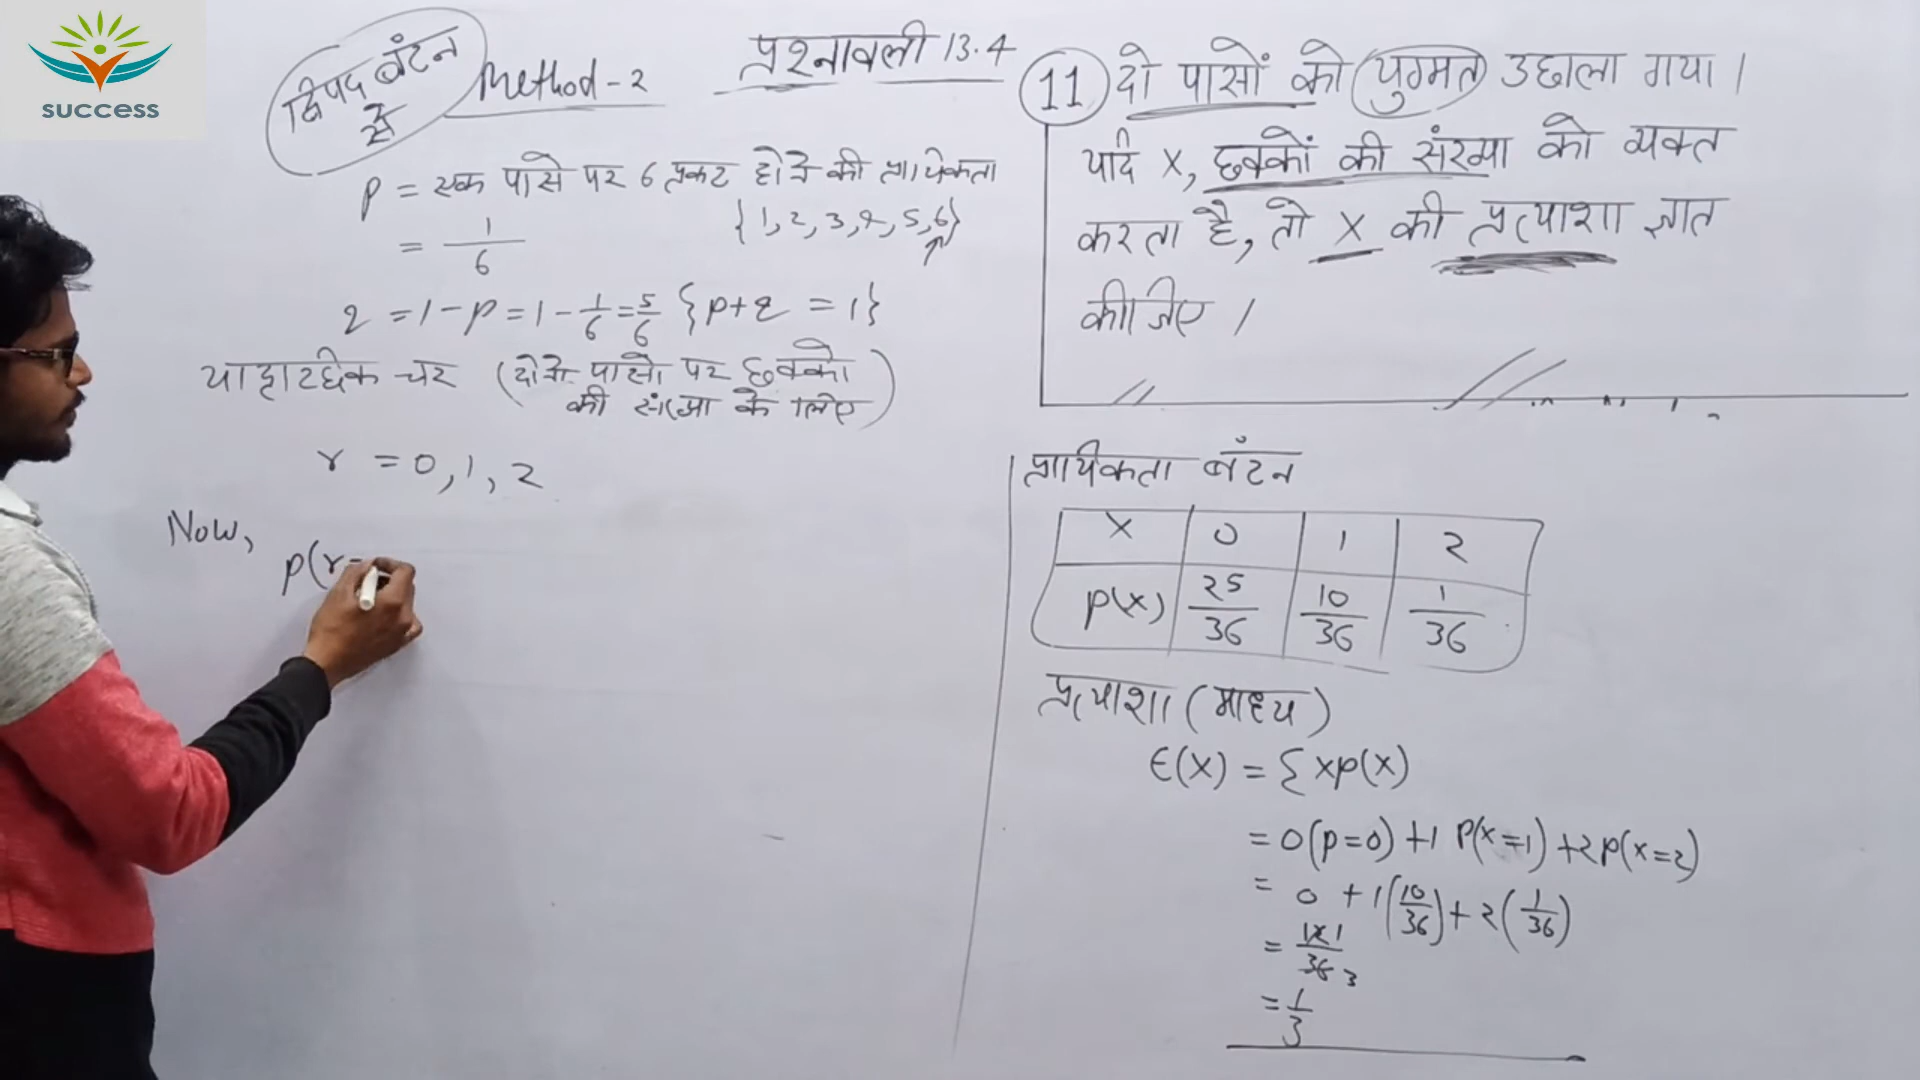 success
द्विपद बंटन
से
Method-2
प्रश्नावली 13.4
P = एक पासे पर 6 प्रकट होने की प्रायिकता
= 1/6 {1,2,3,4,5,6}
q = 1-p = 1-1/6 = 5/6 {p+q = 1}
यादृच्छिक चर (दोनो पासो पर छक्को
की संख्या के लिए)
r = 0,1,2
Now,
p(r=
11 दो पासों को युग्मत उछाला गया।
यदि X, छक्कों की संख्या को व्यक्त
करता है, तो X की प्रत्याशा ज्ञात
कीजिए।
प्रायिकता बंटन
X 0 1 2
P(X) 25/36 10/36 1/36
प्रत्याशा (माध्य)
E(X) = Σ XP(X)
= 0(P=0) +1 P(X=1) +2P(X=2)
= 0 + 1(10/36) + 2(1/36)
= 12 1/36 3
= 1/3